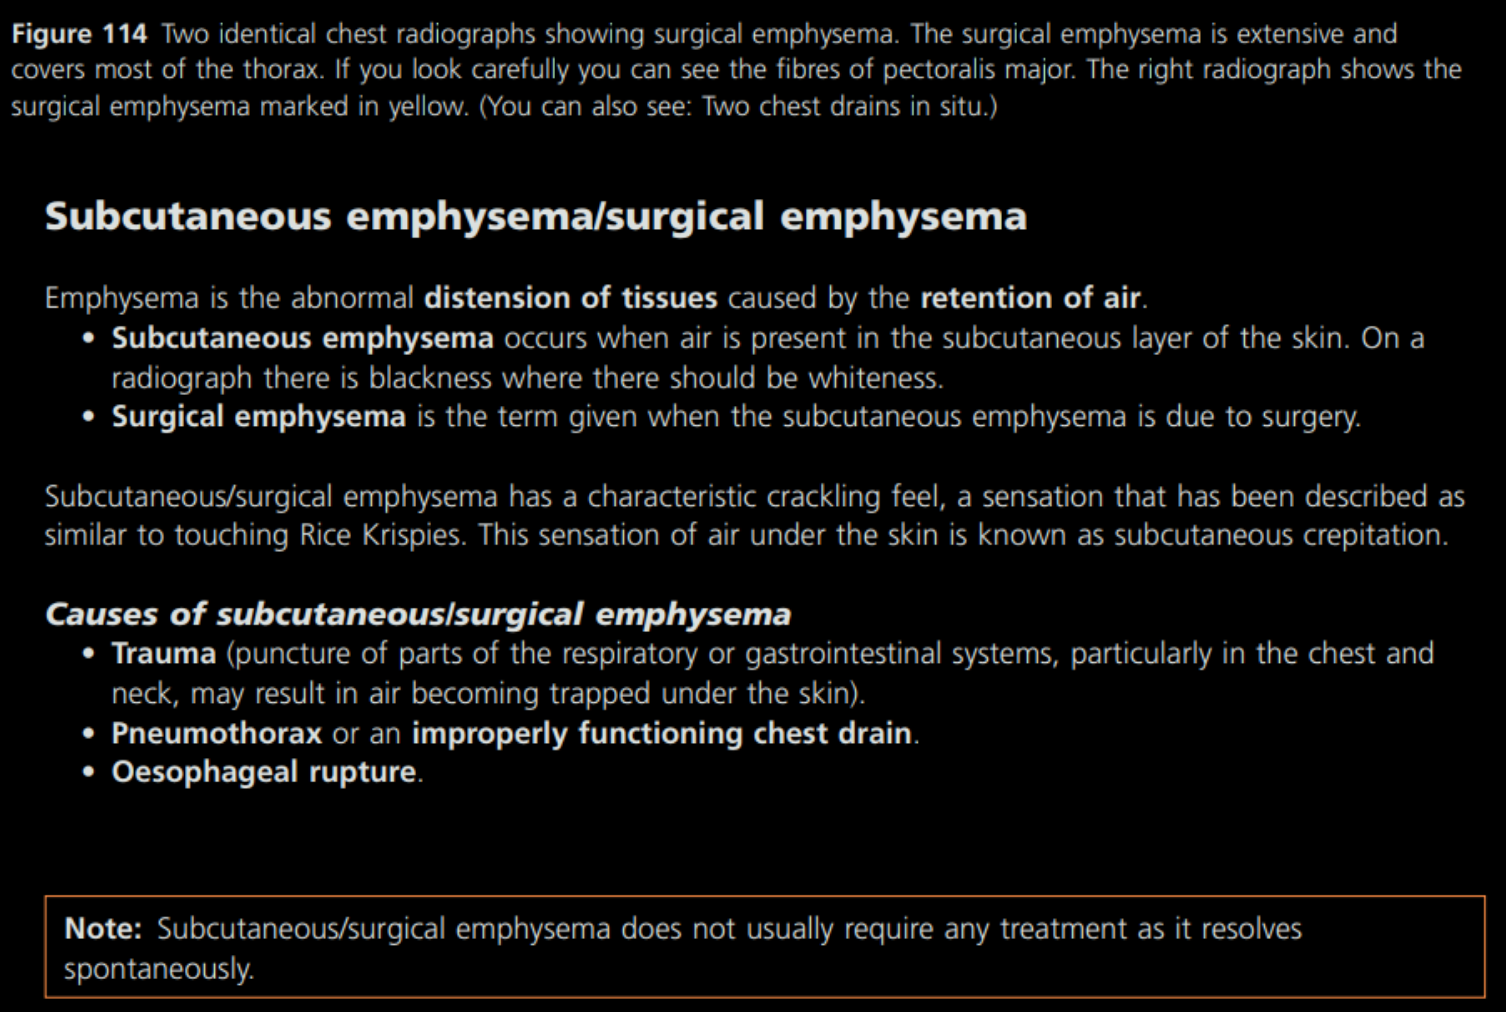 Figure 114 Two identical chest radiographs showing surgical emphysema. The surgical emphysema is extensive and
covers most of the thorax. If you look carefully you can see the fibres of pectoralis major. The right radiograph shows the
surgical emphysema marked in yellow. (You can also see: Two chest drains in situ.)
Subcutaneous emphysema/surgical emphysema
Emphysema is the abnormal distension of tissues caused by the retention of air.
• Subcutaneous emphysema occurs when air is present in the subcutaneous layer of the skin. On a
radiograph there is blackness where there should be whiteness.
• Surgical emphysema is the term given when the subcutaneous emphysema is due to surgery.
Subcutaneous/surgical emphysema has a characteristic crackling feel, a sensation that has been described as
similar to touching Rice Krispies. This sensation of air under the skin is known as subcutaneous crepitation.
Causes of subcutaneous/surgical emphysema
• Trauma (puncture of parts of the respiratory or gastrointestinal systems, particularly in the chest and
neck, may result in air becoming trapped under the skin).
• Pneumothorax or an improperly functioning chest drain.
• Oesophageal rupture.
Note: Subcutaneous/surgical emphysema does not usually require any treatment as it resolves
spontaneously.